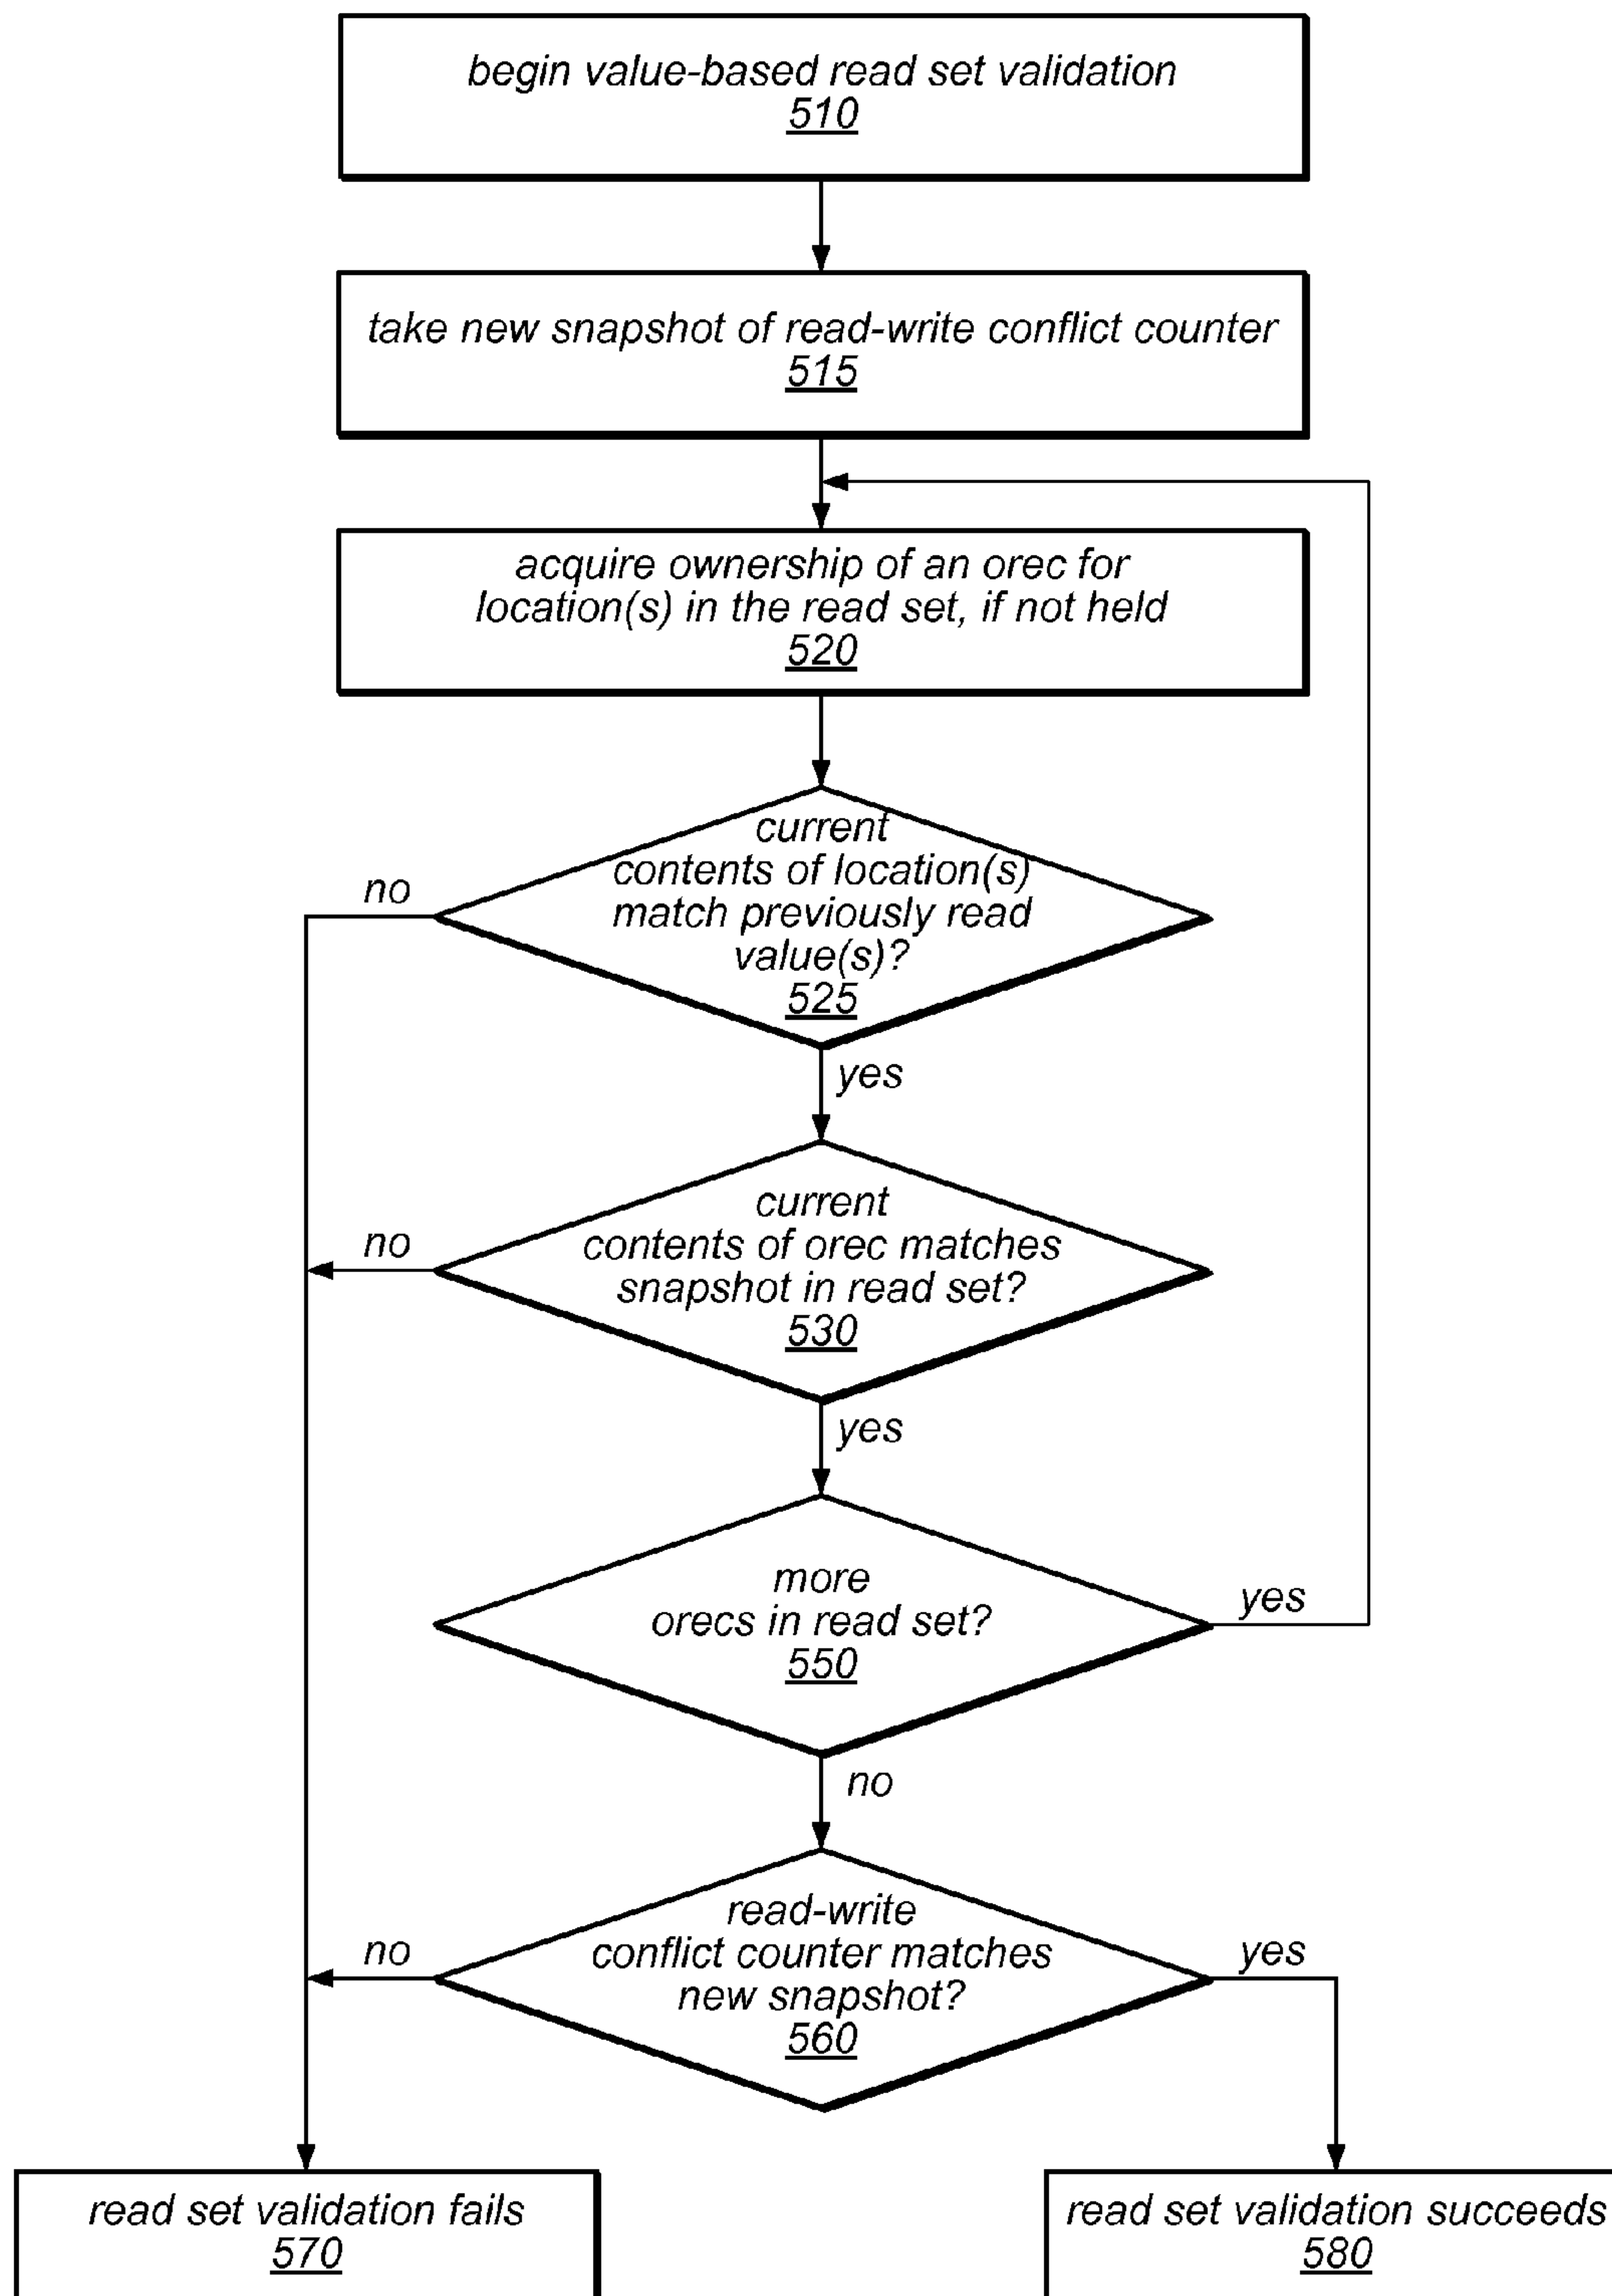 begin value-based read set validation
510
take new snapshot of read-write conflict counter
515
acquire ownership of an orec for
location(s) in the read set, if not held
520
current
contents of location(s)
match previously read
value(s)?
525
no
yes
current
contents of orec matches
snapshot in read set?
530
no
yes
more
orecs in read set?
550
yes
no
read-write
conflict counter matches
new snapshot?
560
no
yes
read set validation fails
570
read set validation succeeds
580